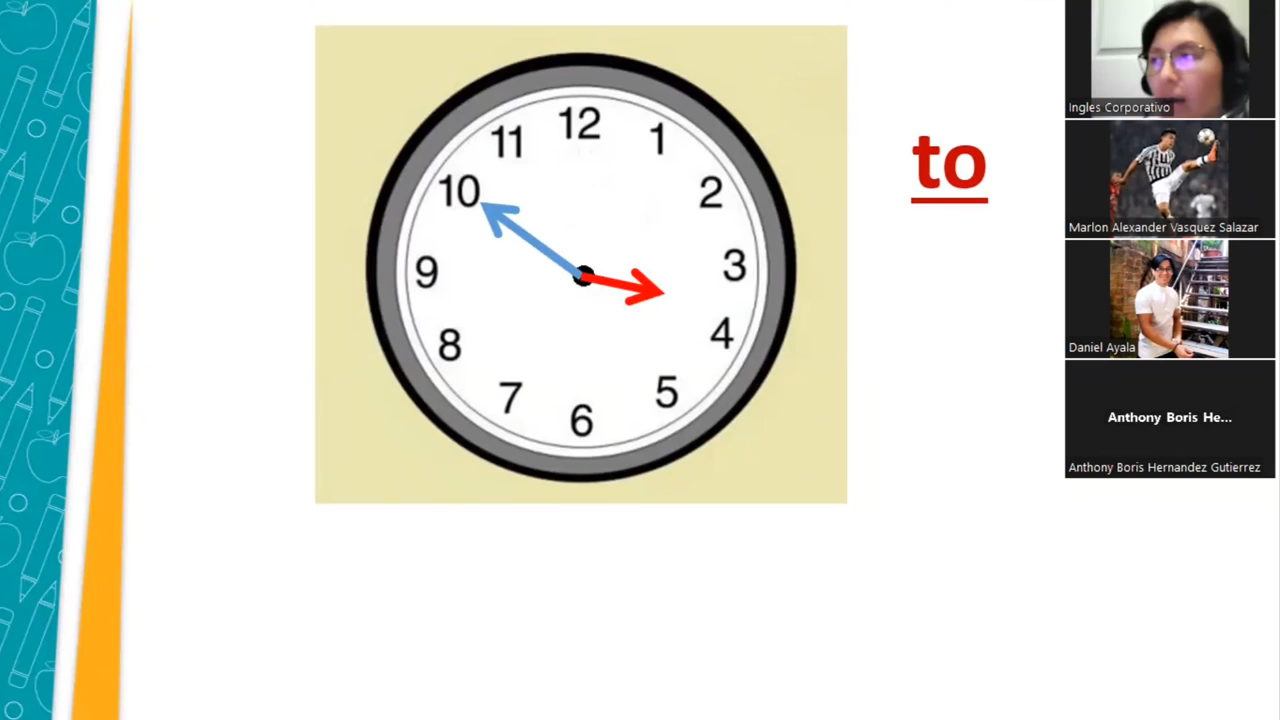 12
11
1
10
2
9
3
8
4
7
5
6
to
Ingles Corporativo
Marlon Alexander Vasquez Salazar
Daniel Ayala
Anthony Boris He...
Anthony Boris Hernandez Gutierrez